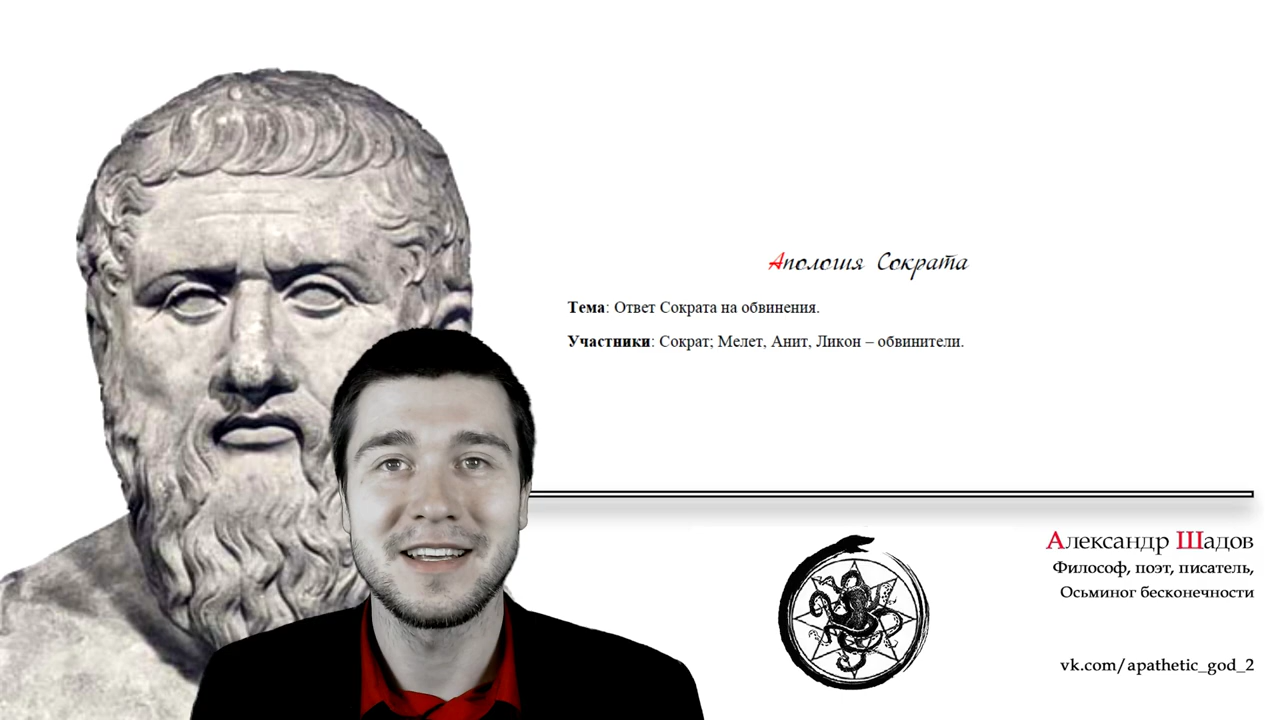 Апология Сократа
Тема: Ответ Сократа на обвинения.
Участники: Сократ; Мелет, Анит, Ликон – обвинители.
Александр Шадов
Философ, поэт, писатель,
Осьминог бесконечности
vk.com/apathetic_god_2